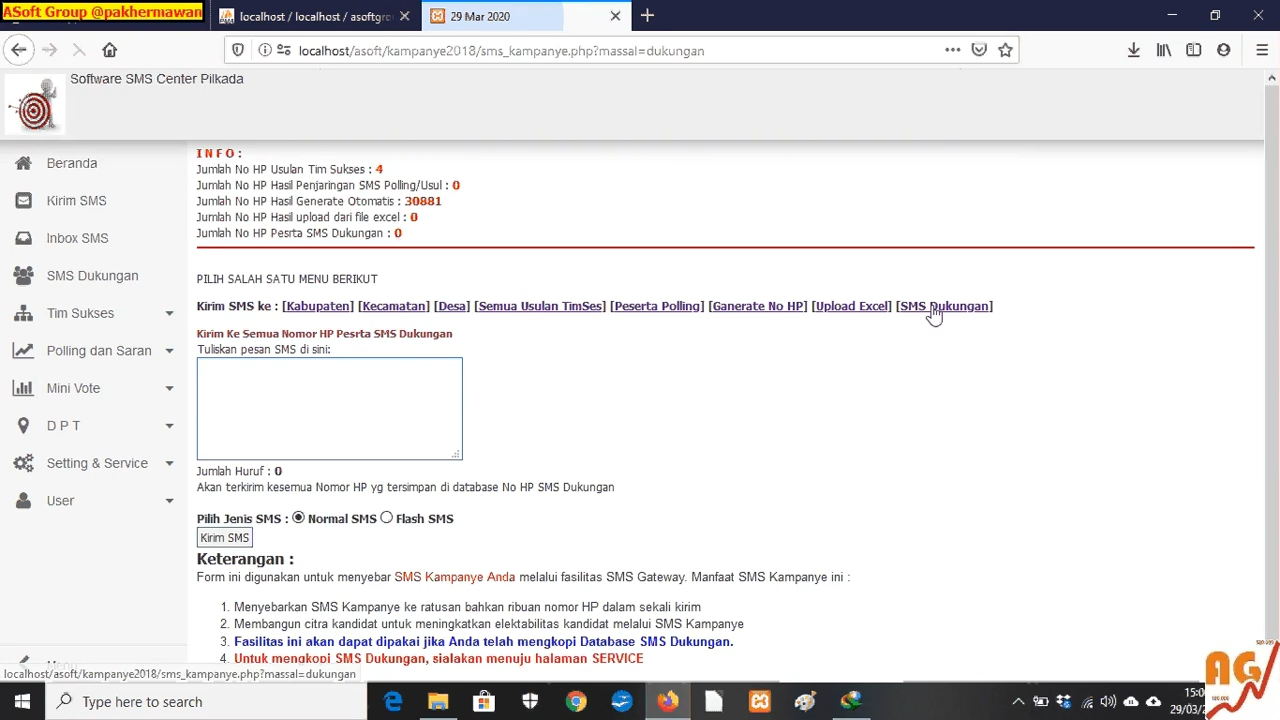 ASoft Group @pakhermawan
localhost / localhost / asoftgro
29 Mar 2020
localhost/asoft/kampanye2018/sms_kampanye.php?massal=dukungan
Software SMS Center Pilkada
Beranda
Kirim SMS
Inbox SMS
SMS Dukungan
Tim Sukses
Polling dan Saran
Mini Vote
D P T
Setting & Service
User
Menu
I N F O :
Jumlah No HP Usulan Tim Sukses : 4
Jumlah No HP Hasil Penjaringan SMS Polling/Usul : 0
Jumlah No HP Hasil Generate Otomatis : 30881
Jumlah No HP Hasil upload dari file excel : 0
Jumlah No HP Pesrta SMS Dukungan : 0
PILIH SALAH SATU MENU BERIKUT
Kirim SMS ke : [Kabupaten] [Kecamatan] [Desa] [Semua Usulan TimSes] [Peserta Polling] [Ganerate No HP] [Upload Excel] [SMS Dukungan]
Kirim Ke Semua Nomor HP Pesrta SMS Dukungan
Tuliskan pesan SMS di sini:
Jumlah Huruf : 0
Akan terkirim kesemua Nomor HP yg tersimpan di database No HP SMS Dukungan
Pilih Jenis SMS : Normal SMS Flash SMS
Kirim SMS
Keterangan :
Form ini digunakan untuk menyebar SMS Kampanye Anda melalui fasilitas SMS Gateway. Manfaat SMS Kampanye ini :
1. Menyebarkan SMS Kampanye ke ratusan bahkan ribuan nomor HP dalam sekali kirim
2. Membangun citra kandidat untuk meningkatkan elektabilitas kandidat melalui SMS Kampanye
3. Fasilitas ini akan dapat dipakai jika Anda telah mengkopi Database SMS Dukungan.
4. Untuk mengkopi SMS Dukungan, sialakan menuju halaman SERVICE
localhost/asoft/kampanye2018/sms_kampanye.php?massal=dukungan
Type here to search
15:0
29/03/2
AG